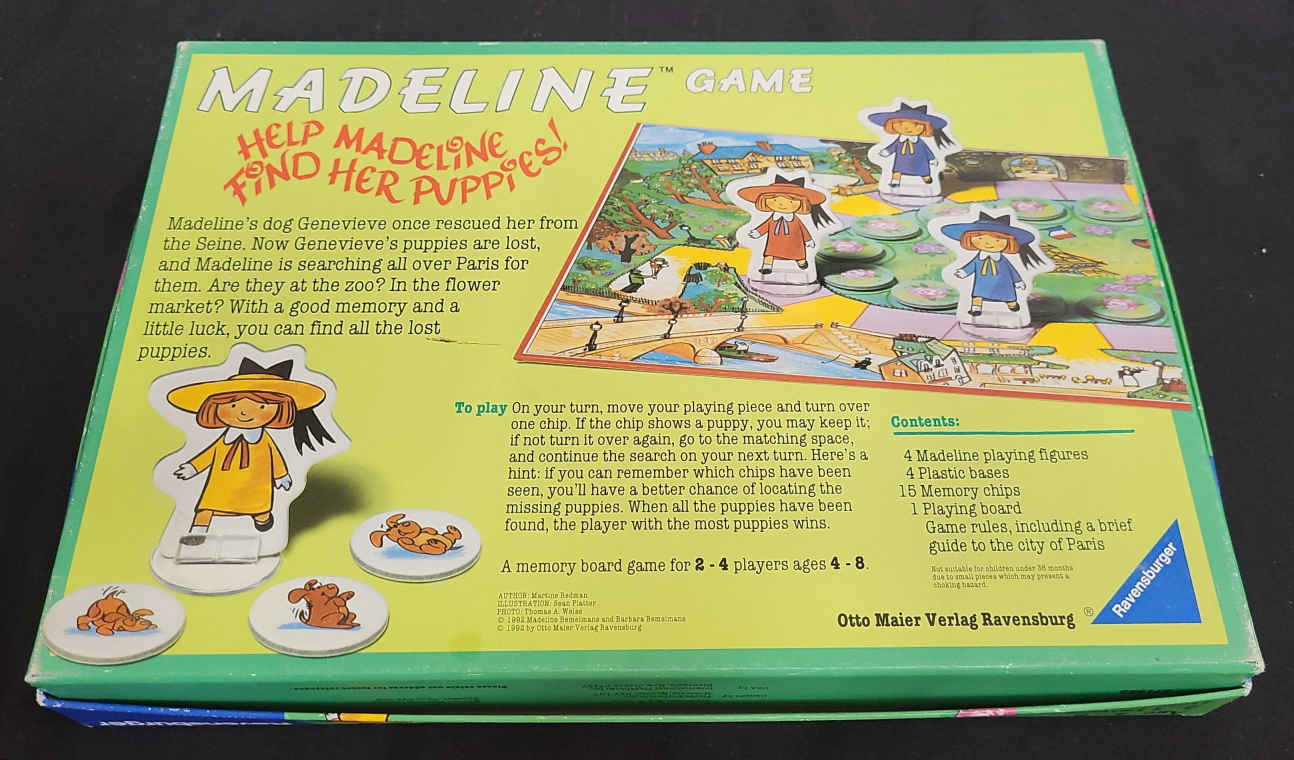 MADELINE™ GAME
HELP MADELINE
FIND HER PUPPIES!
Madeline's dog Genevieve once rescued her from
the Seine. Now Genevieve's puppies are lost,
and Madeline is searching all over Paris for
them. Are they at the zoo? In the flower
market? With a good memory and a
little luck, you can find all the lost
puppies.
To play On your turn, move your playing piece and turn over
one chip. If the chip shows a puppy, you may keep it;
if not turn it over again, go to the matching space,
and continue the search on your next turn. Here's a
hint: if you can remember which chips have been
seen, you'll have a better chance of locating the
missing puppies. When all the puppies have been
found, the player with the most puppies wins.
A memory board game for 2 - 4 players ages 4 - 8.
AUTHOR: Martine Redman
ILLUSTRATION: Sean Platter
PHOTO: Thomas A. Weiss
© 1992 Madeline Bemelmans and Barbara Bemelmans
© 1992 by Otto Maier Verlag Ravensburg
Contents:
4 Madeline playing figures
4 Plastic bases
15 Memory chips
1 Playing board
Game rules, including a brief
guide to the city of Paris
Not suitable for children under 36 months
due to small pieces which may present a
choking hazard.
Otto Maier Verlag Ravensburg ®
Ravensburger
Please retain our address for future reference.
Ravensburger